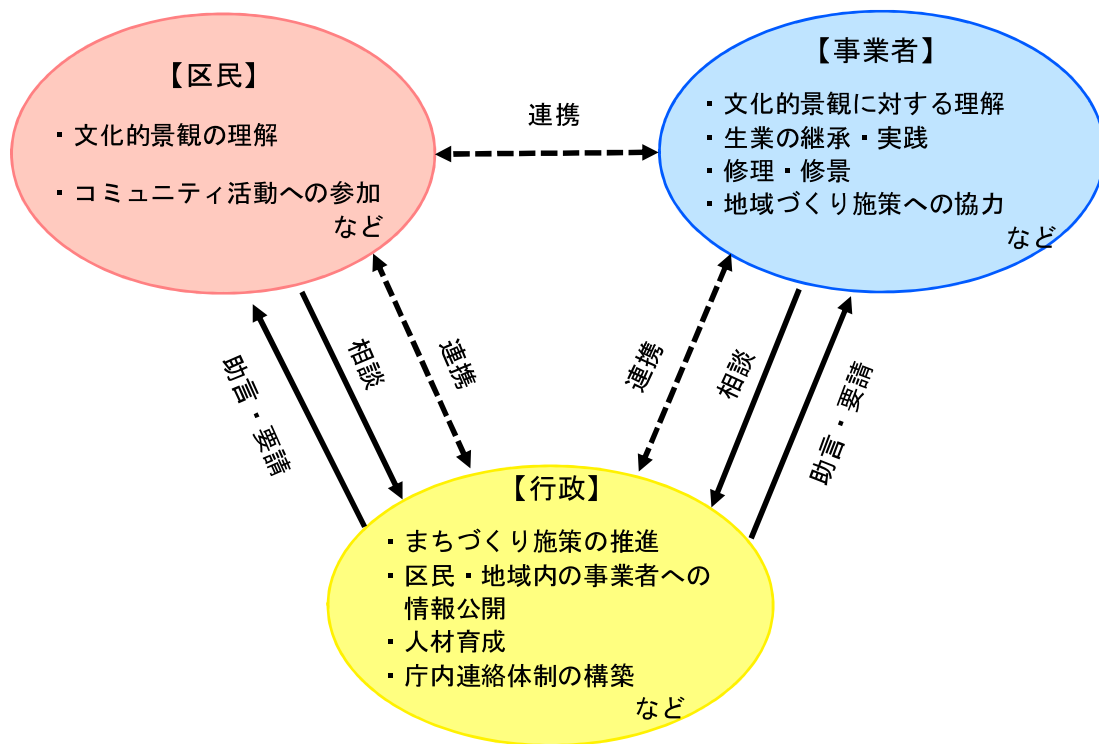 【区民】
・文化的景観の理解
・コミュニティ活動への参加
など
連携
【事業者】
・文化的景観に対する理解
・生業の継承・実践
・修理・修景
・地域づくり施策への協力
など
助言・要請
相談
連携
連携
相談
助言・要請
【行政】
・まちづくり施策の推進
・区民・地域内の事業者への
情報公開
・人材育成
・庁内連絡体制の構築
など